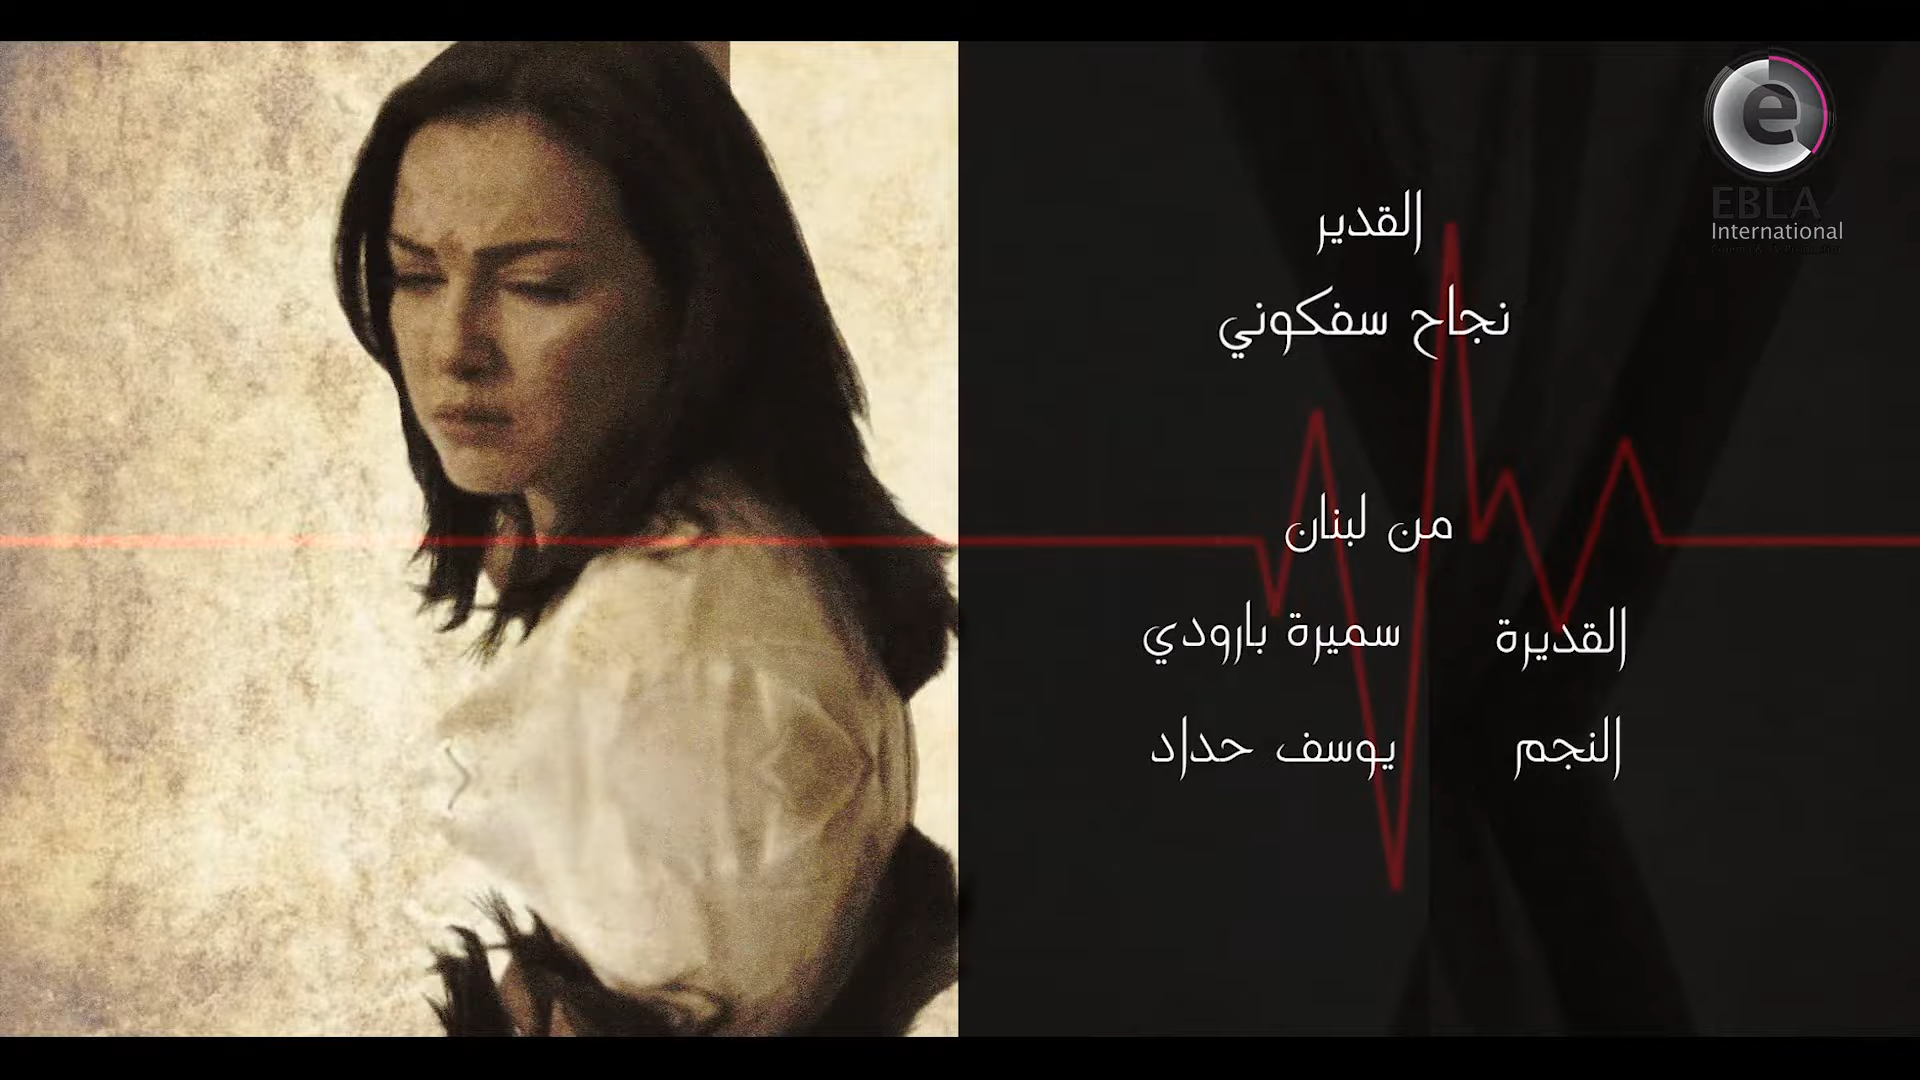 EBLA
International
القدير
نجاح سفكوني
من لبنان
القديرة سميرة بارودي
النجم يوسف حداد